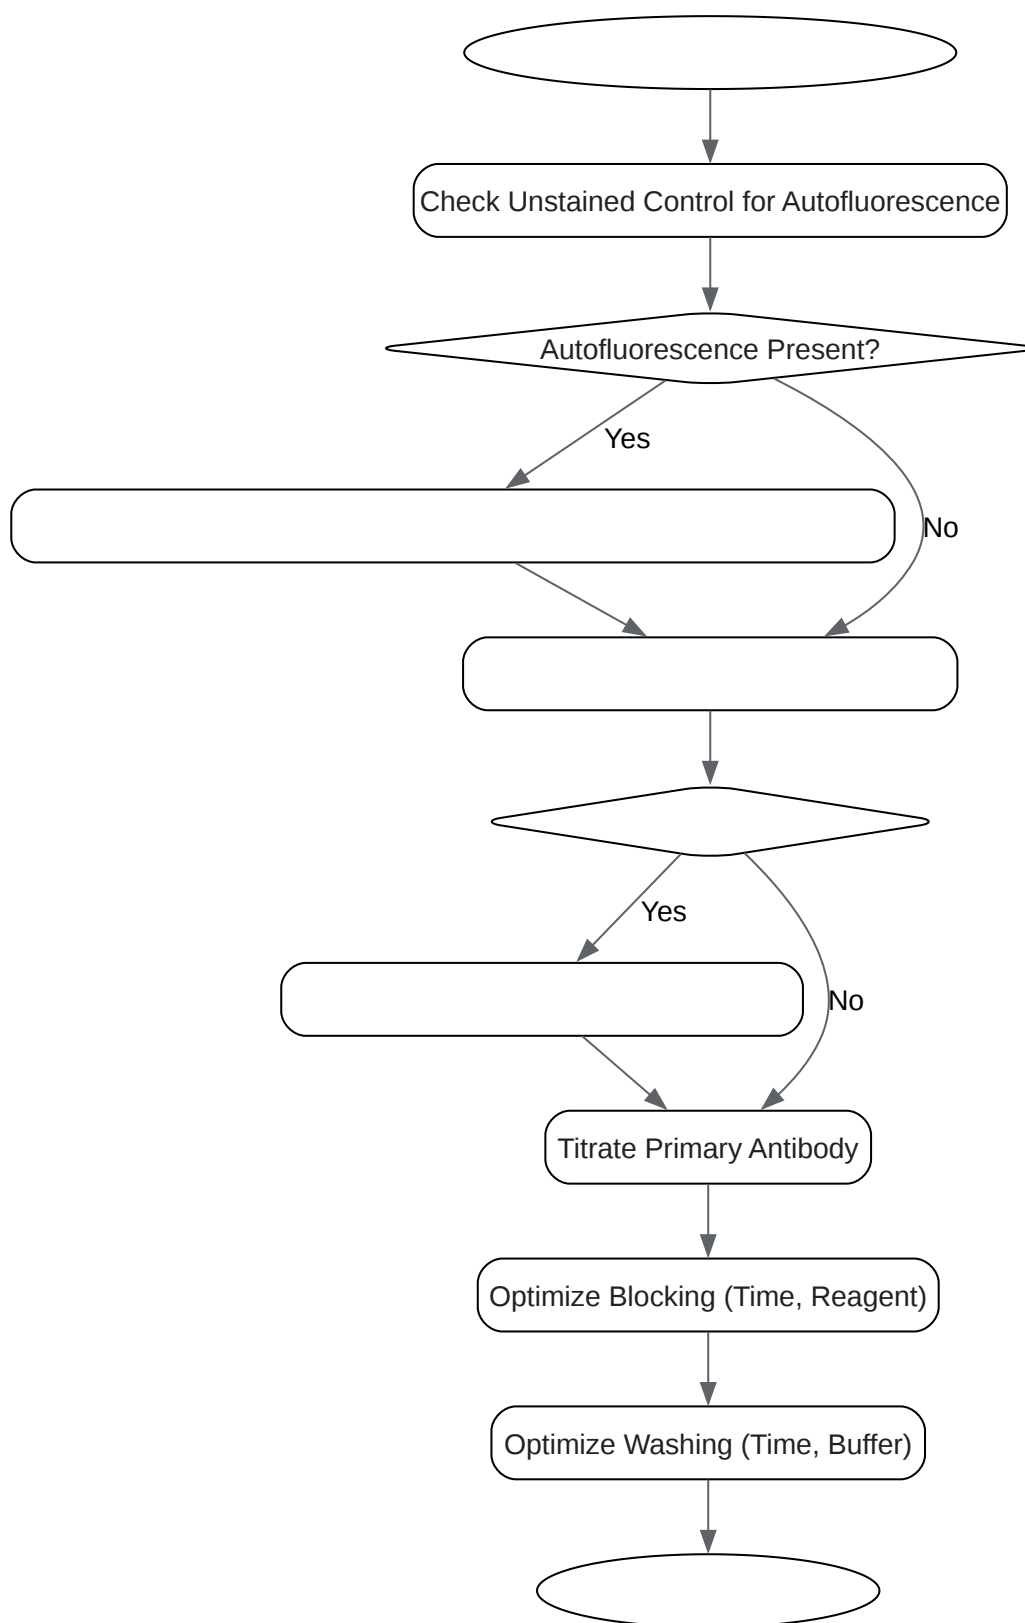 Check Unstained Control for Autofluorescence
Autofluorescence Present?
Yes
No
Yes
No
Titrate Primary Antibody
Optimize Blocking (Time, Reagent)
Optimize Washing (Time, Buffer)